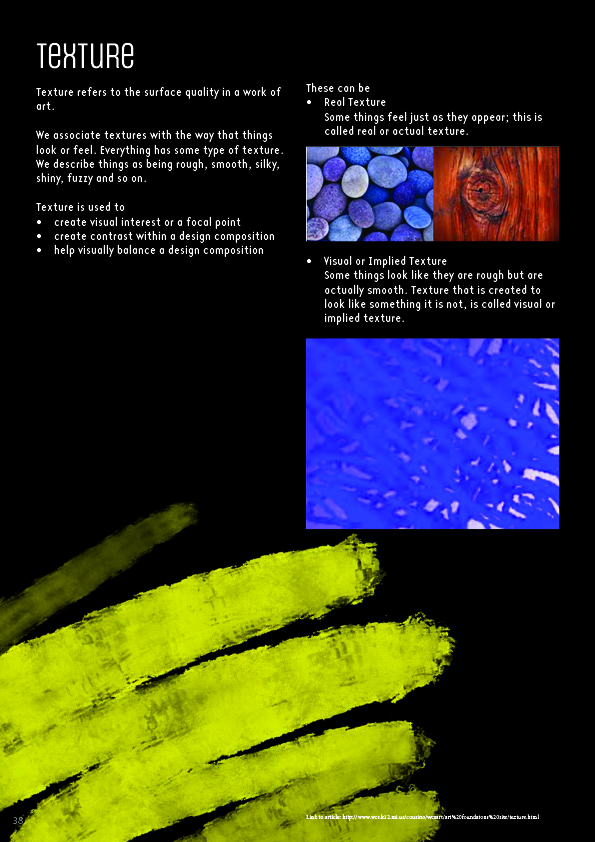 Texture
Texture refers to the surface quality in a work of
art.
We associate textures with the way that things
look or feel. Everything has some type of texture.
We describe things as being rough, smooth, silky,
shiny, fuzzy and so on.
Texture is used to
• create visual interest or a focal point
• create contrast within a design composition
• help visually balance a design composition
These can be
• Real Texture
Some things feel just as they appear; this is
called real or actual texture.
• Visual or Implied Texture
Some things look like they are rough but are
actually smooth. Texture that is created to
look like something it is not, is called visual or
implied texture.
38
Link to article: